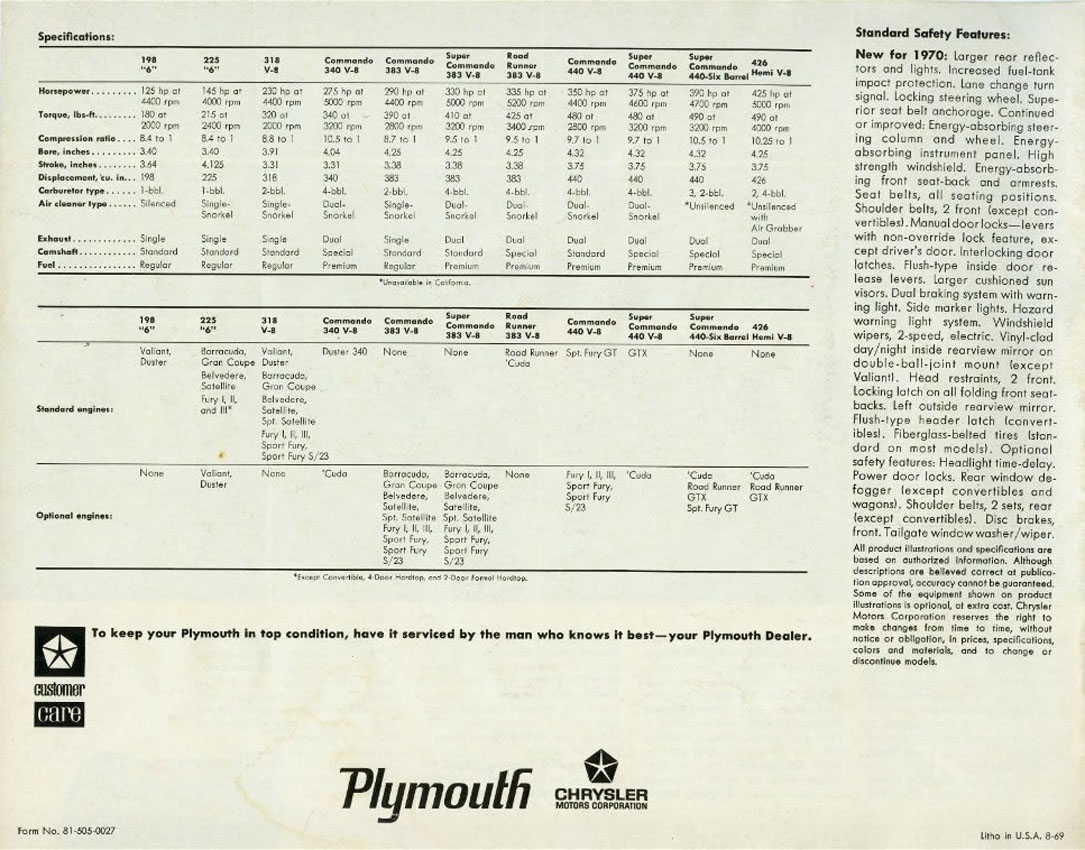 Specifications:
198 "6" 225 "6" 318 V-8 Commando 340 V-8 Commando 383 V-8 Super Commando 383 V-8 Road Runner 383 V-8 Commando 440 V-8 Super Commando 440 V-8 Super Commando 440-Six Barrel 426 Hemi V-8
Horsepower......... 125 hp at 145 hp at 230 hp at 275 hp at 290 hp at 330 hp at 335 hp at 350 hp at 375 hp at 390 hp at 425 hp at
4400 rpm 4000 rpm 4400 rpm 5000 rpm 4400 rpm 5000 rpm 5200 rpm 4400 rpm 4600 rpm 4700 rpm 5000 rpm
Torque, lbs-ft........ 180 at 215 at 320 at 340 at 390 at 410 at 425 at 480 at 480 at 490 at 490 at
2000 rpm 2400 rpm 2000 rpm 3200 rpm 2800 rpm 3200 rpm 3400 rpm 2800 rpm 3200 rpm 3200 rpm 4000 rpm
Compression ratio.... 8.4 to 1 8.4 to 1 8.8 to 1 10.5 to 1 8.7 to 1 9.5 to 1 9.5 to 1 9.7 to 1 9.7 to 1 10.5 to 1 10.25 to 1
Bore, inches......... 3.40 3.40 3.91 4.04 4.25 4.25 4.25 4.32 4.32 4.32 4.25
Stroke, inches........ 3.64 4.125 3.31 3.31 3.38 3.38 3.38 3.75 3.75 3.75 3.75
Displacement, cu. in... 198 225 318 340 383 383 383 440 440 440 426
Carburetor type...... 1-bbl. 1-bbl. 2-bbl. 4-bbl. 2-bbl. 4-bbl. 4-bbl. 4-bbl. 4-bbl. 3, 2-bbl. 2, 4-bbl.
Air cleaner type...... Silenced Single- Single- Dual- Single- Dual- Dual- Dual- Dual- *Unsilenced *Unsilenced
Snorkel Snorkel Snorkel Snorkel Snorkel Snorkel Snorkel Snorkel with
Air Grabber
Exhaust............. Single Single Single Dual Single Dual Dual Dual Dual Dual Dual
Camshaft............ Standard Standard Standard Special Standard Standard Special Standard Special Special Special
Fuel................ Regular Regular Regular Premium Regular Premium Premium Premium Premium Premium Premium
*Unavailable in California.
198 "6" 225 "6" 318 V-8 Commando 340 V-8 Commando 383 V-8 Super Commando 383 V-8 Road Runner 383 V-8 Commando 440 V-8 Super Commando 440 V-8 Super Commando 440-Six Barrel 426 Hemi V-8
Valiant, Barracuda, Valiant, Duster 340 None None Road Runner Spt. Fury GT GTX None None
Duster Gran Coupe Duster 'Cuda
Belvedere, Barracuda,
Satellite Gran Coupe
Fury I, II, Belvedere,
Standard engines: and III* Satellite,
Spt. Satellite
Fury I, II, III,
Sport Fury,
Sport Fury S/23
None Valiant, None 'Cuda Barracuda, Barracuda, None Fury I, II, III, 'Cuda 'Cuda 'Cuda
Duster Gran Coupe Gran Coupe Sport Fury, Road Runner Road Runner
Belvedere, Belvedere, Sport Fury GTX GTX
Satellite, Satellite, S/23 Spt. Fury GT
Optional engines: Spt. Satellite Spt. Satellite
Fury I, II, III, Fury I, II, III,
Sport Fury, Sport Fury,
Sport Fury Sport Fury
S/23 S/23
*Except Convertible, 4-Door Hardtop, and 2-Door Formal Hardtop.
Standard Safety Features:
New for 1970: Larger rear reflec-
tors and lights. Increased fuel-tank
impact protection. Lane change turn
signal. Locking steering wheel. Supe-
rior seat belt anchorage. Continued
or improved: Energy-absorbing steer-
ing column and wheel. Energy-
absorbing instrument panel. High
strength windshield. Energy-absorb-
ing front seat-back and armrests.
Seat belts, all seating positions.
Shoulder belts, 2 front (except con-
vertibles). Manual door locks—levers
with non-override lock feature, ex-
cept driver's door. Interlocking door
latches. Flush-type inside door re-
lease levers. Larger cushioned sun
visors. Dual braking system with warn-
ing light. Side marker lights. Hazard
warning light system. Windshield
wipers, 2-speed, electric. Vinyl-clad
day/night inside rearview mirror on
double-ball-joint mount (except
Valiant). Head restraints, 2 front.
Locking latch on all folding front seat-
backs. Left outside rearview mirror.
Flush-type header latch (convert-
ibles). Fiberglass-belted tires (stan-
dard on most models). Optional
safety features: Headlight time-delay.
Power door locks. Rear window de-
fogger (except convertibles and
wagons). Shoulder belts, 2 sets, rear
(except convertibles). Disc brakes,
front. Tailgate window washer/wiper.
All product illustrations and specifications are
based on authorized information. Although
descriptions are believed correct at publica-
tion approval, accuracy cannot be guaranteed.
Some of the equipment shown on product
illustrations is optional, at extra cost. Chrysler
Motors Corporation reserves the right to
make changes from time to time, without
notice or obligation, in prices, specifications,
colors and materials, and to change or
discontinue models.
To keep your Plymouth in top condition, have it serviced by the man who knows it best—your Plymouth Dealer.
customer
care
Plymouth
CHRYSLER
MOTORS CORPORATION
Form No. 81-505-0027
Litho in U.S.A. 8-69